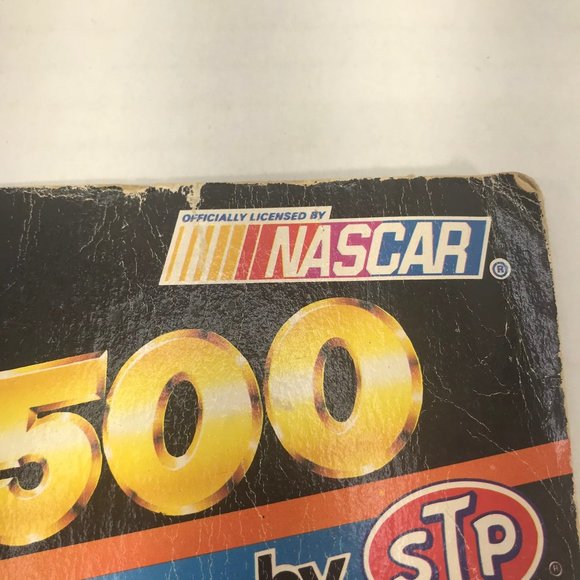 OFFICIALLY LICENSED BY
NASCAR ®
500
by STP ®